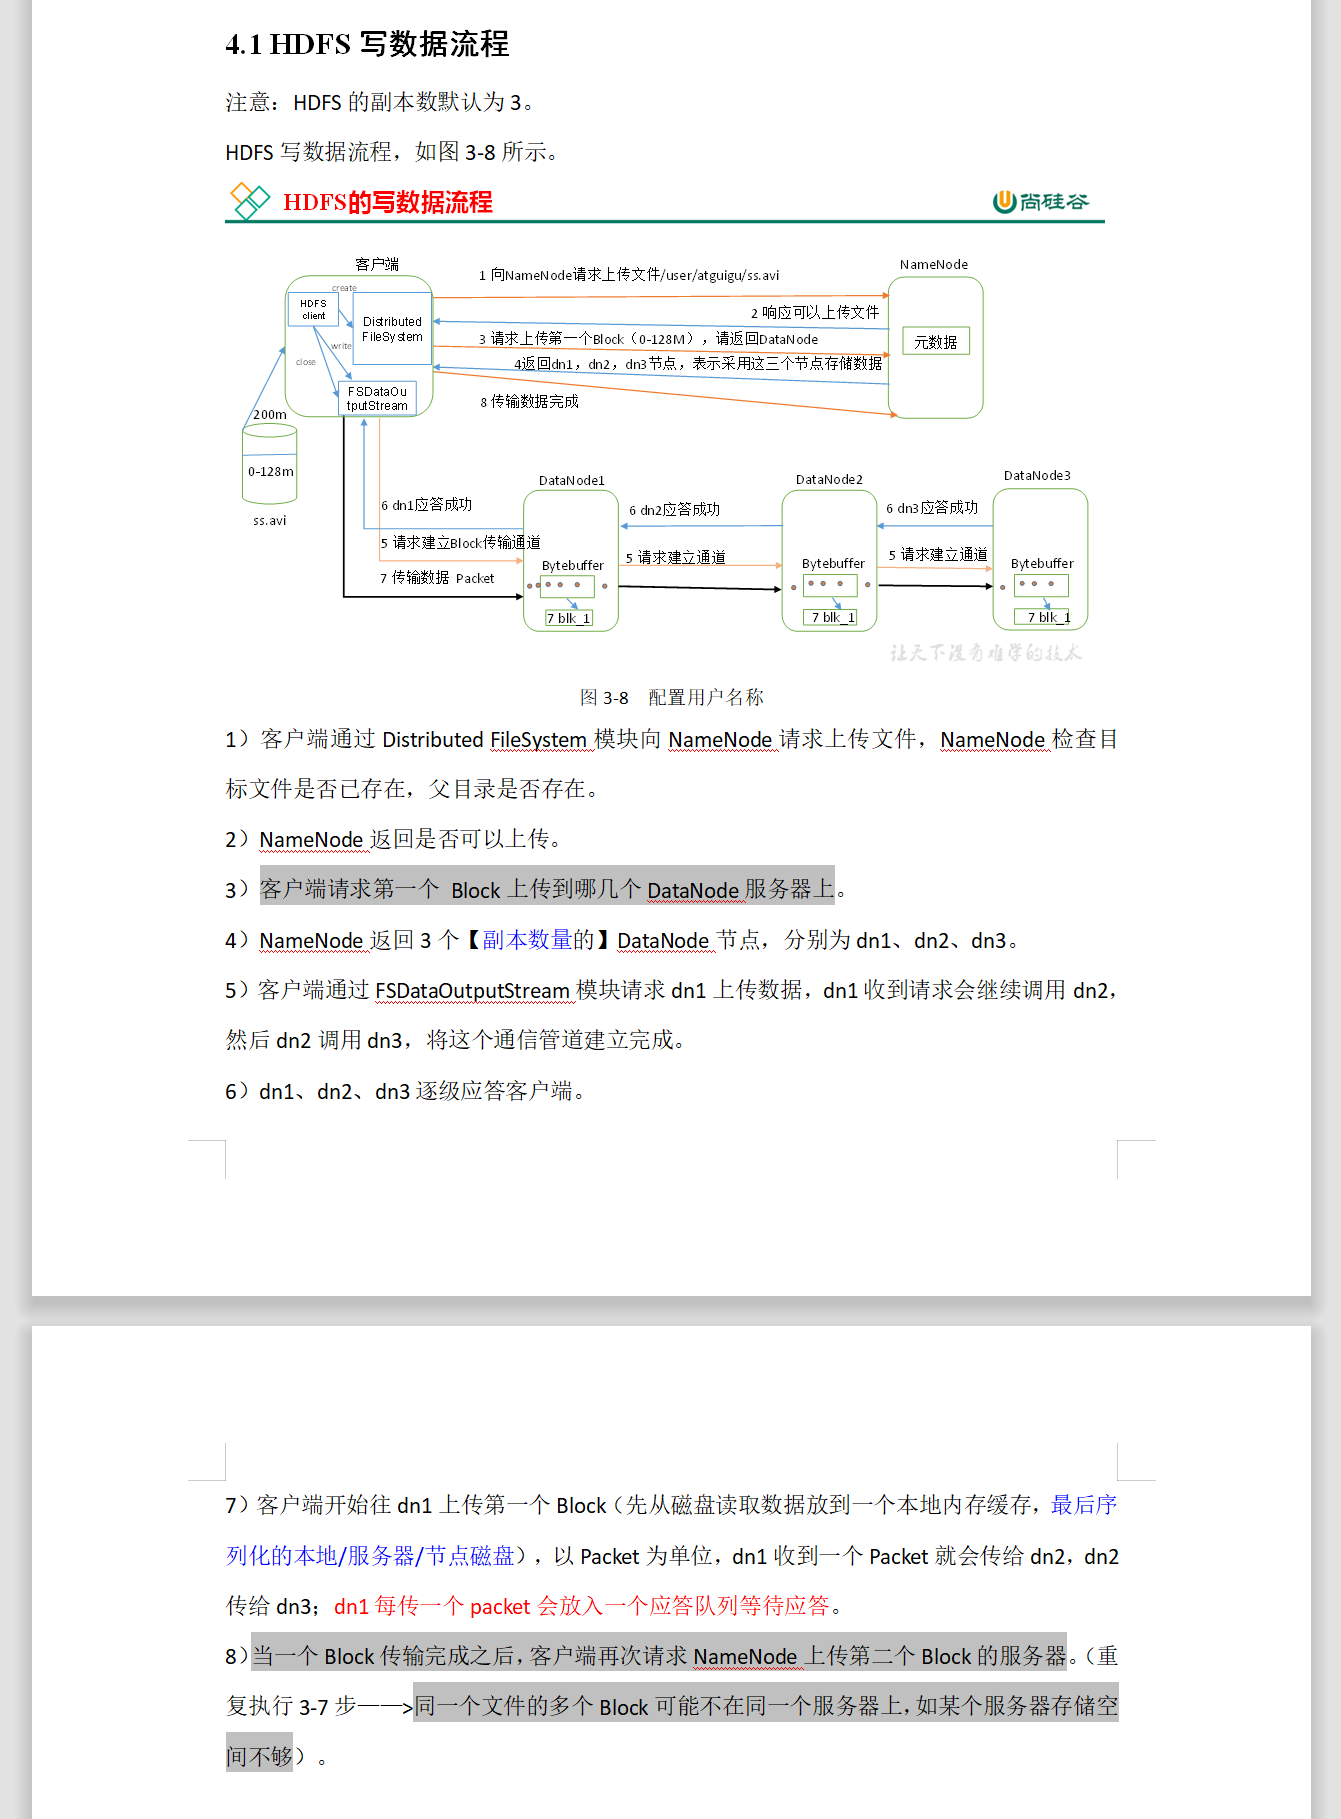 4.1 HDFS 写数据流程
注意：HDFS 的副本数默认为 3。
HDFS 写数据流程，如图 3-8 所示。
HDFS的写数据流程
尚硅谷
客户端
NameNode
1 向NameNode请求上传文件/user/atguigu/ss.avi
create
HDFS
client
Distributed
FileSystem
2 响应可以上传文件
3 请求上传第一个Block（0-128M），请返回DataNode
元数据
write
close
4返回dn1，dn2，dn3节点，表示采用这三个节点存储数据
FSDataOu
tputStream
8 传输数据完成
200m
0-128m
ss.avi
DataNode1
DataNode2
DataNode3
6 dn1应答成功
6 dn2应答成功
6 dn3应答成功
5 请求建立Block传输通道
5 请求建立通道
5 请求建立通道
Bytebuffer
Bytebuffer
Bytebuffer
7 传输数据 Packet
7 blk_1
7 blk_1
7 blk_1
让天下没有难学的技术
图 3-8 配置用户名称
1）客户端通过 Distributed FileSystem 模块向 NameNode 请求上传文件，NameNode 检查目
标文件是否已存在，父目录是否存在。
2）NameNode 返回是否可以上传。
3）客户端请求第一个 Block 上传到哪几个 DataNode 服务器上。
4）NameNode 返回 3 个【副本数量的】DataNode 节点，分别为 dn1、dn2、dn3。
5）客户端通过 FSDataOutputStream 模块请求 dn1 上传数据，dn1 收到请求会继续调用 dn2，
然后 dn2 调用 dn3，将这个通信管道建立完成。
6）dn1、dn2、dn3 逐级应答客户端。
7）客户端开始往 dn1 上传第一个 Block（先从磁盘读取数据放到一个本地内存缓存，最后序
列化的本地/服务器/节点磁盘），以 Packet 为单位，dn1 收到一个 Packet 就会传给 dn2，dn2
传给 dn3；dn1 每传一个 packet 会放入一个应答队列等待应答。
8）当一个 Block 传输完成之后，客户端再次请求 NameNode 上传第二个 Block 的服务器。（重
复执行 3-7 步——>同一个文件的多个 Block 可能不在同一个服务器上，如某个服务器存储空
间不够）。